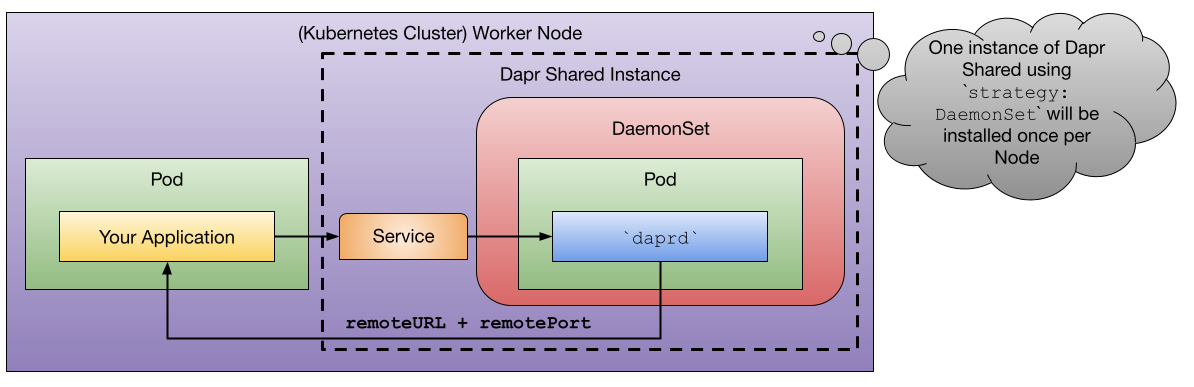 (Kubernetes Cluster) Worker Node
Dapr Shared Instance
DaemonSet
Pod
Your Application
Service
Pod
`daprd`
remoteURL + remotePort
One instance of Dapr
Shared using
`strategy:
DaemonSet` will be
installed once per
Node